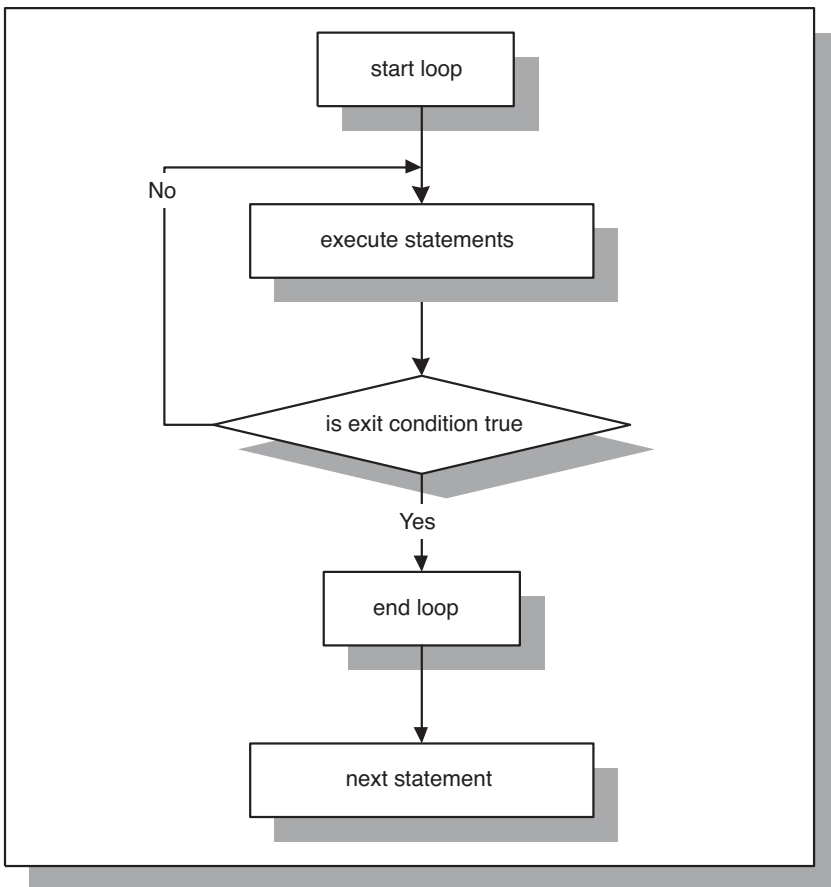 start loop
No
execute statements
is exit condition true
Yes
end loop
next statement